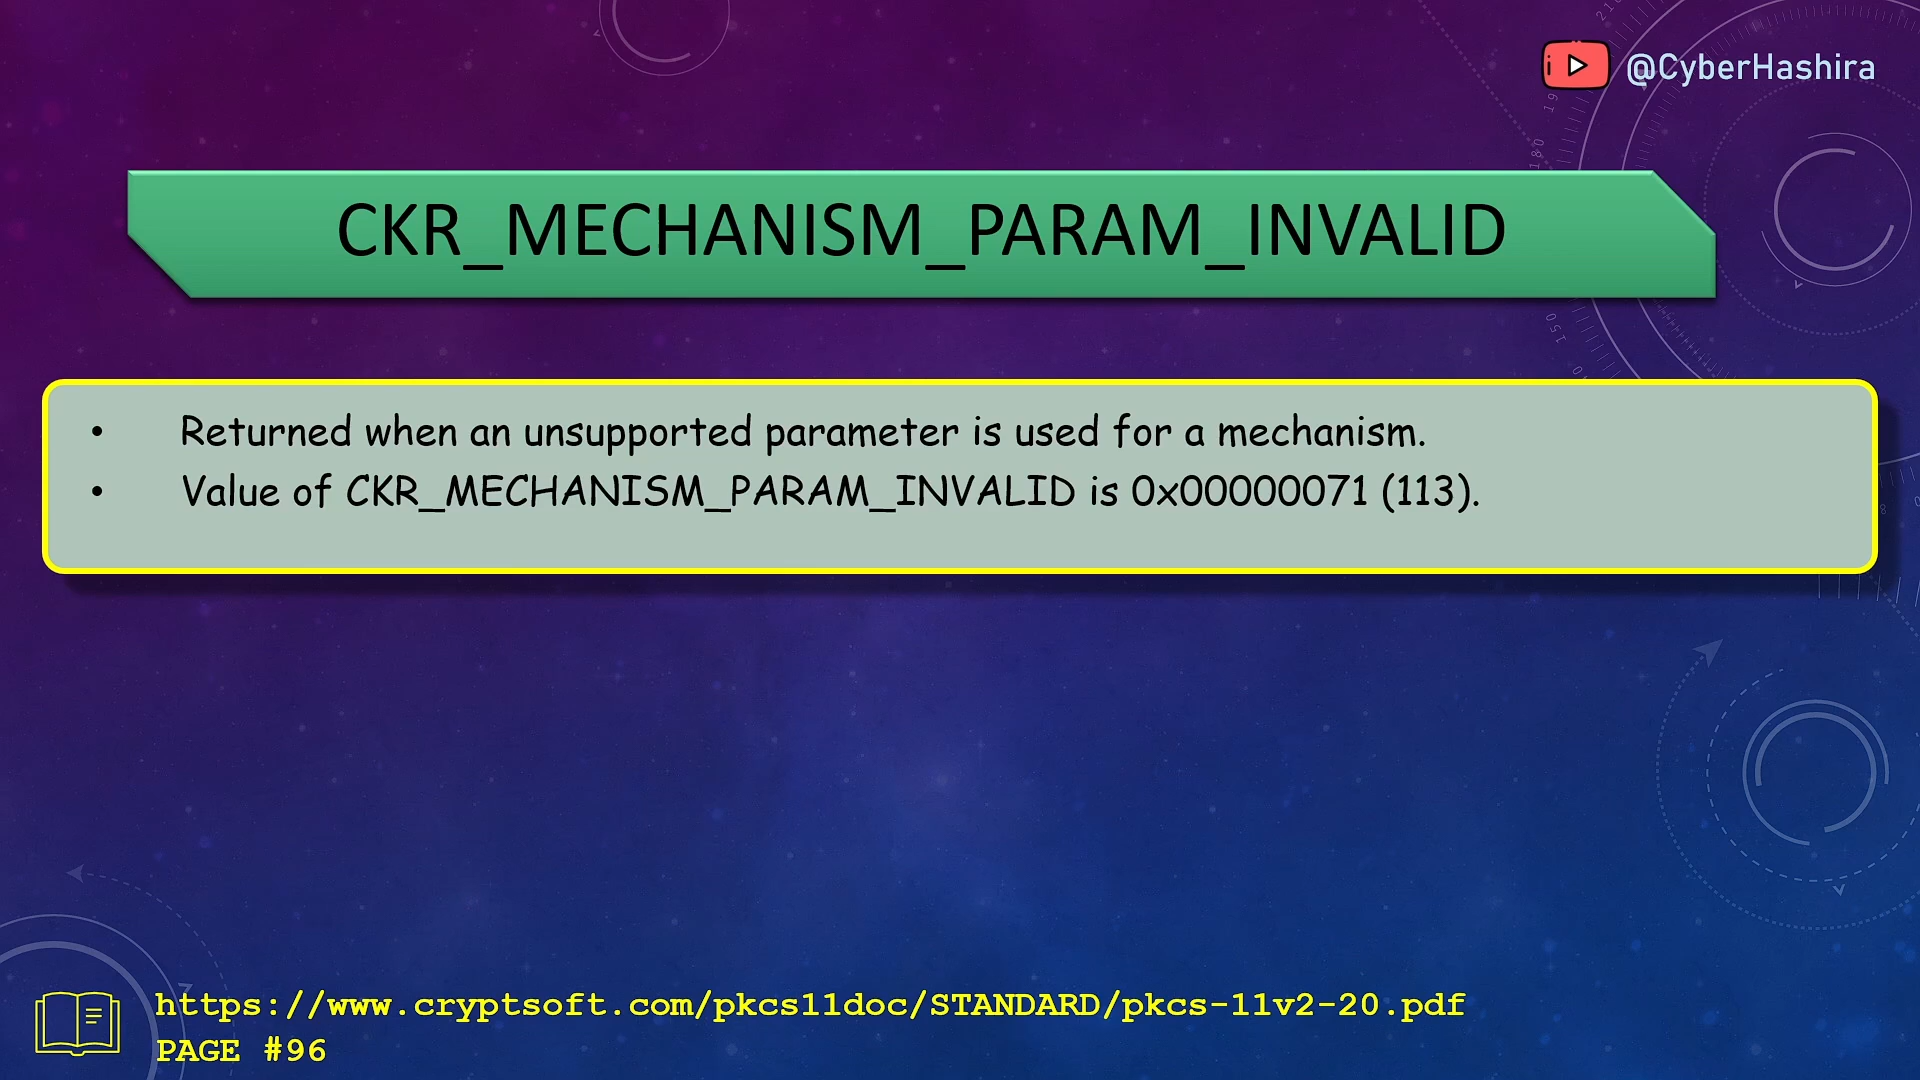 @CyberHashira
CKR_MECHANISM_PARAM_INVALID
• Returned when an unsupported parameter is used for a mechanism.
• Value of CKR_MECHANISM_PARAM_INVALID is 0x00000071 (113).
https://www.cryptsoft.com/pkcs11doc/STANDARD/pkcs-11v2-20.pdf
PAGE #96